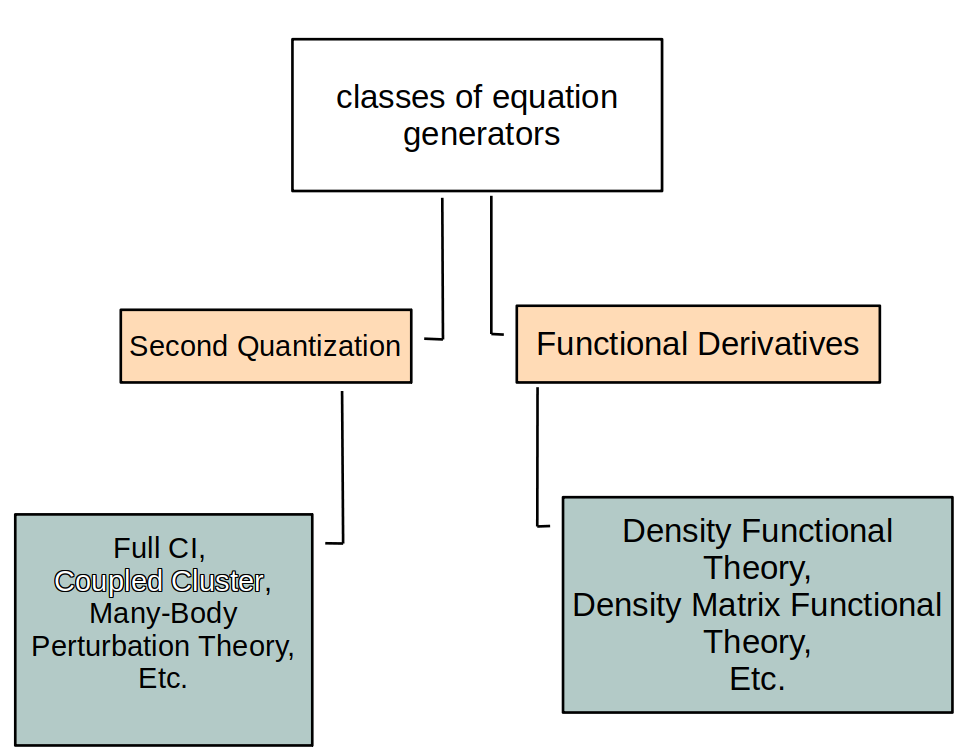 classes of equation
generators
Second Quantization
Functional Derivatives
Full CI,
Coupled Cluster,
Many-Body
Perturbation Theory,
Etc.
Density Functional
Theory,
Density Matrix Functional
Theory,
Etc.